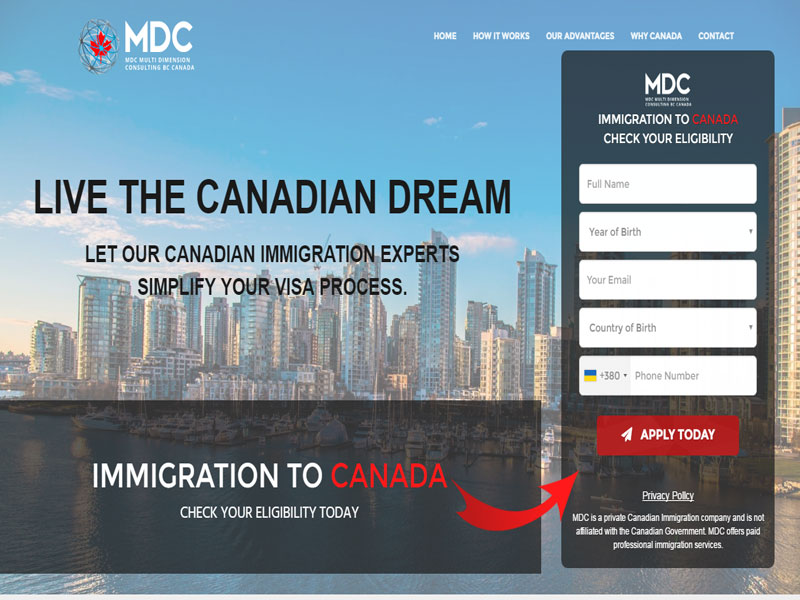 MDC
MDC MULTI DIMENSION
CONSULTING BC CANADA
HOME HOW IT WORKS OUR ADVANTAGES WHY CANADA CONTACT
LIVE THE CANADIAN DREAM
LET OUR CANADIAN IMMIGRATION EXPERTS
SIMPLIFY YOUR VISA PROCESS.
IMMIGRATION TO CANADA
CHECK YOUR ELIGIBILITY TODAY
MDC
MDC MULTI DIMENSION
CONSULTING BC CANADA
IMMIGRATION TO CANADA
CHECK YOUR ELIGIBILITY
Full Name
Year of Birth
Your Email
Country of Birth
+380 Phone Number
APPLY TODAY
Privacy Policy
MDC is a private Canadian Immigration company and is not
affiliated with the Canadian Government. MDC offers paid
professional immigration services.